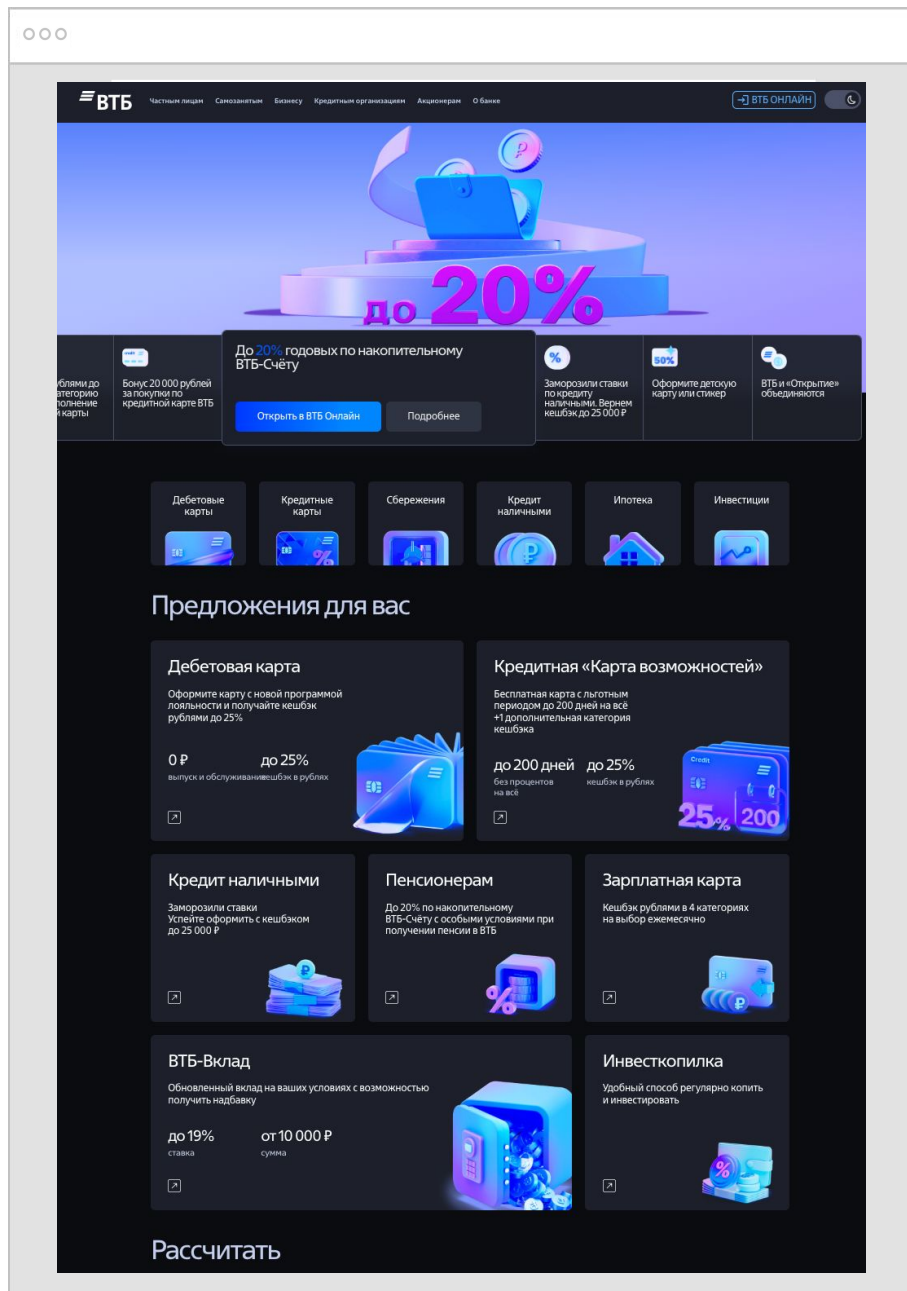 ВТБ
Частным лицам Самозанятым Бизнесу Кредитным организациям Акционерам О банке
ВТБ ОНЛАЙН
до 20%
ублями до
атегорию
полнение
й карты
Бонус 20 000 рублей
за покупки по
кредитной карте ВТБ
До 20% годовых по накопительному
ВТБ-Счёту
Открыть в ВТБ Онлайн
Подробнее
%
Заморозили ставки
по кредиту
наличными. Вернем
кешбэк до 25 000 ₽
50%
Оформите детскую
карту или стикер
ВТБ и «Открытие»
объединяются
Дебетовые
карты
Кредитные
карты
Сбережения
Кредит
наличными
Ипотека
Инвестиции
Предложения для вас
Дебетовая карта
Оформите карту с новой программой
лояльности и получайте кешбэк
рублями до 25%
0 ₽
выпуск и обслуживание
до 25%
кешбэк в рублях
Кредитная «Карта возможностей»
Бесплатная карта с льготным
периодом до 200 дней на всё
+1 дополнительная категория
кешбэка
до 200 дней
без процентов
на всё
до 25%
кешбэк в рублях
Credit
25% 200
Кредит наличными
Заморозили ставки
Успейте оформить с кешбэком
до 25 000 ₽
Пенсионерам
До 20% по накопительному
ВТБ-Счёту с особыми условиями при
получении пенсии в ВТБ
Зарплатная карта
Кешбэк рублями в 4 категориях
на выбор ежемесячно
ВТБ-Вклад
Обновленный вклад на ваших условиях с возможностью
получить надбавку
до 19%
ставка
от 10 000 ₽
сумма
Инвесткопилка
Удобный способ регулярно копить
и инвестировать
Рассчитать